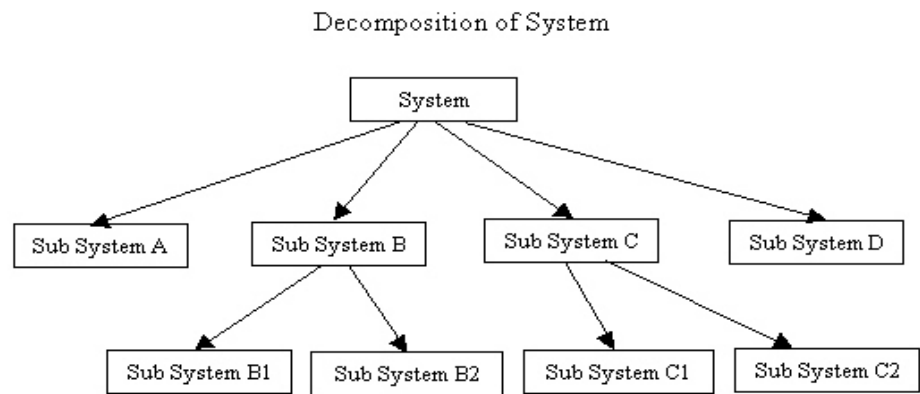 Decomposition of System
System
Sub System A
Sub System B
Sub System C
Sub System D
Sub System B1
Sub System B2
Sub System C1
Sub System C2